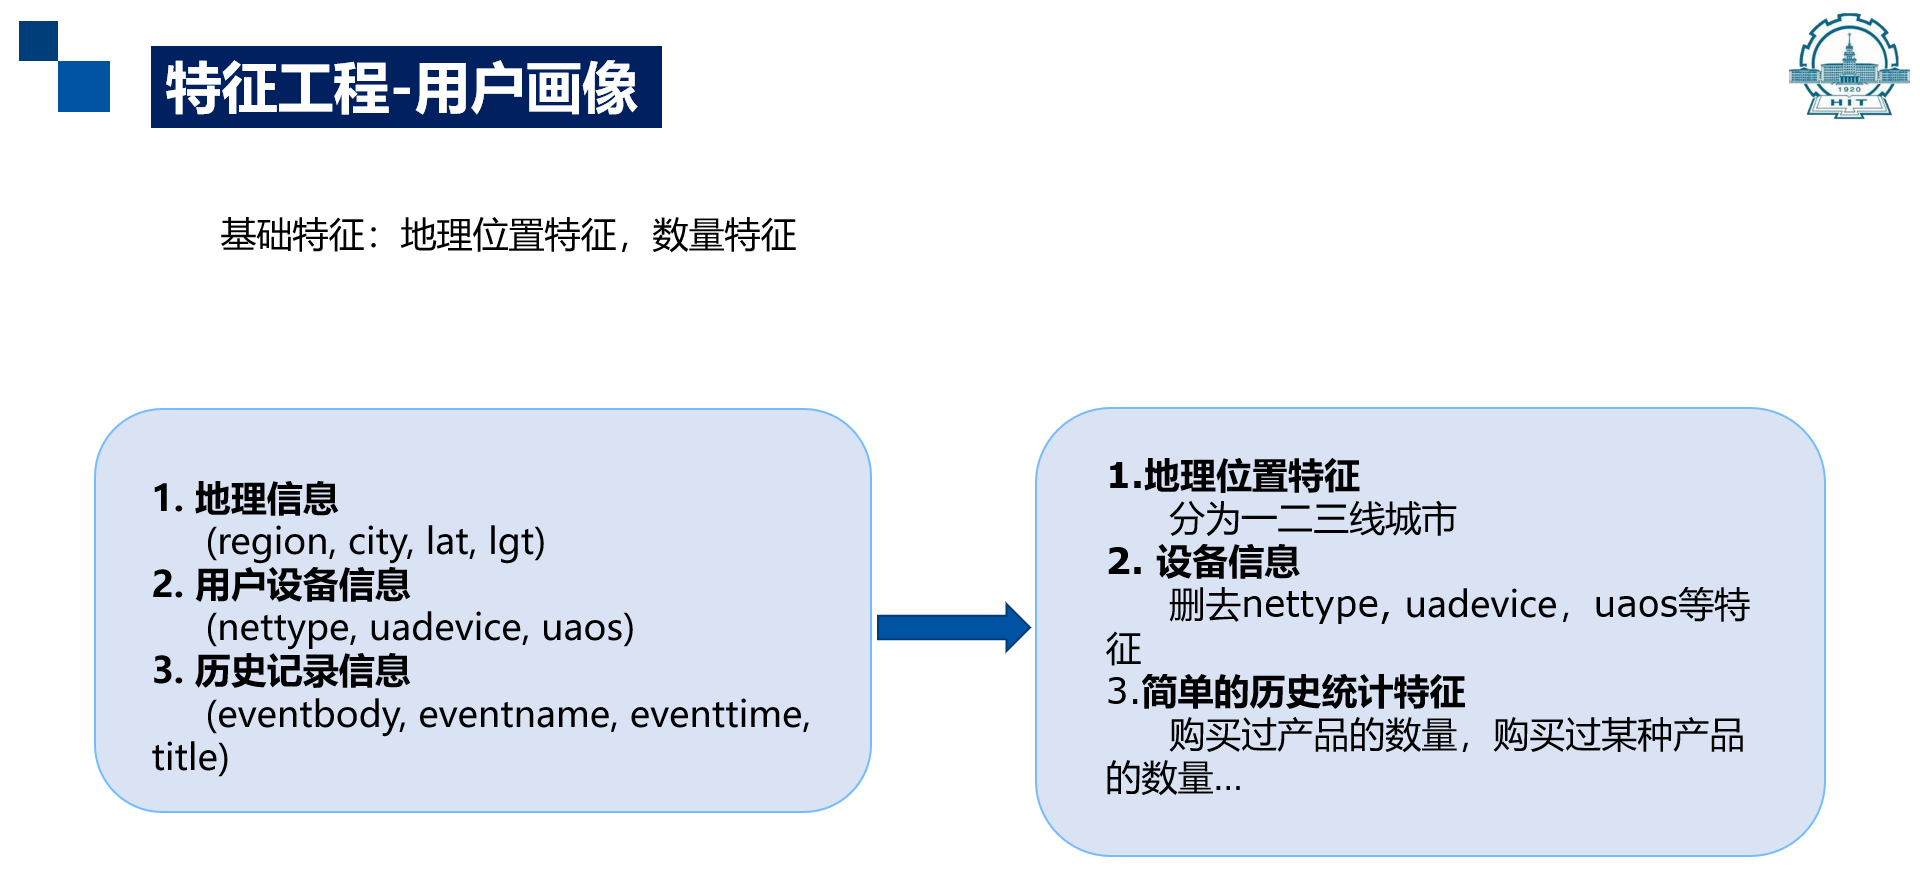 特征工程-用户画像
1920
HIT
基础特征：地理位置特征，数量特征
1. 地理信息
(region, city, lat, lgt)
2. 用户设备信息
(nettype, uadevice, uaos)
3. 历史记录信息
(eventbody, eventname, eventtime,
title)
1.地理位置特征
分为一二三线城市
2. 设备信息
删去nettype, uadevice，uaos等特
征
3.简单的历史统计特征
购买过产品的数量，购买过某种产品
的数量...